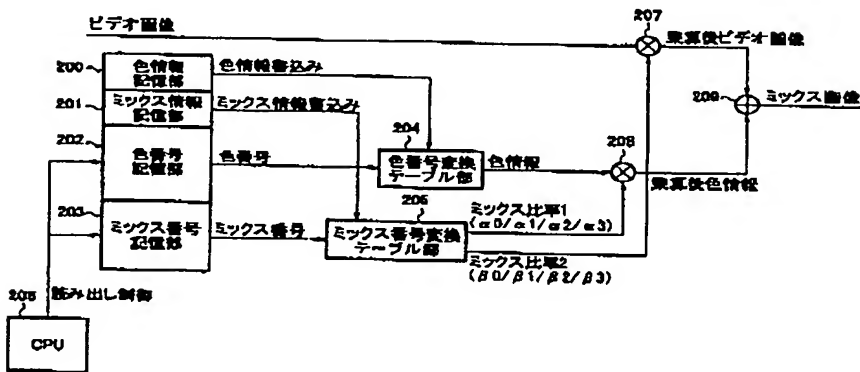 ビデオ画像
207
乗算後ビデオ画像
200
色情報
記憶部
色情報書込み
201
ミックス情報
記憶部
ミックス情報書込み
209
ミックス画像
202
色番号
記憶部
色番号
204
色番号変換
テーブル部
色情報
208
乗算後色情報
203
ミックス番号
記憶部
ミックス番号
205
ミックス番号変換
テーブル部
ミックス比率1
(α0/α1/α2/α3)
ミックス比率2
(β0/β1/β2/β3)
読み出し制御
CPU